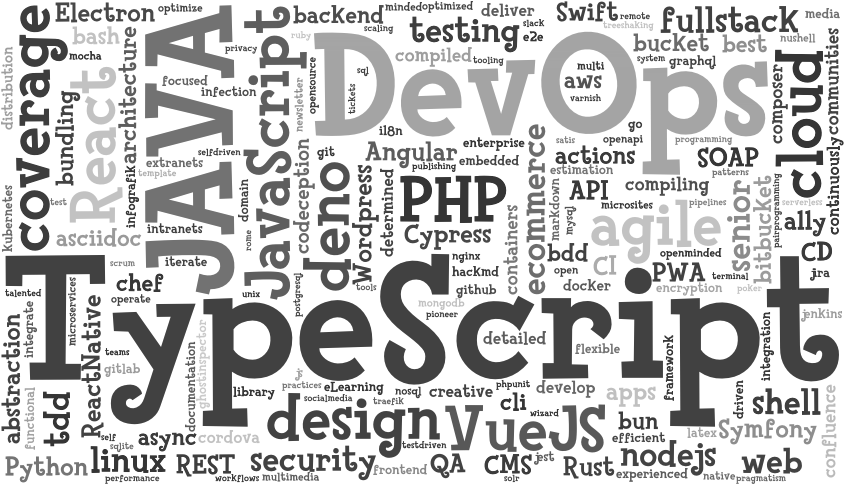 Electron
optimize
backend
mindedoptimized
deliver
Swift
remote
fullstack
media
bash
privacy
ruby
scaling
testing
slack
e2e
treeshaking
bucket
best
nushell
mocha
coverage
distribution
bundling
React
architecture
focused
infection
JAVA
JavaScript
newsletter
opensource
sql
tickets
compiled
tooling
DevOps
multi
aws
varnish
system
graphql
composer
cloud
communities
continuously
il8n
git
Angular
publishing
enterprise
embedded
go
satis
openapi
programming
actions
estimation
SOAP
patterns
selfdriven
extranets
template
infografik
test
Kubernetes
asciidoc
intranets
iterate
domain
rome
codeception
deno
Wordpress
determined
PHP
Cypress
ecommerce
containers
markdown
mysql
API
microsites
compiling
pipelines
agile
senior
bitbucket
pairprogramming
serverless
ally
CD
jra
scrum
chef
operate
unix
postgresql
tools
nginx
hackmd
github
mongodb
pioneer
bdd
open
docker
CI
openminded
PWA
encryption
terminal
poker
TypeScript
talented
integrate
microservices
abstraction
ReactNative
teams
gitlab
documentation
ghostinspector
detailed
flexible
framework
integration
jenkins
functional
tdd
library
practices
socialmedia
eLearning
traefik
nosql
creative
phpunit
cli
wizard
develop
apps
driven
shell
confluence
self
sqlite
async
cordova
design
testdriven
VueJS
bun
efficient
latex
Symfony
Python
linux
performance
REST
workflows
security
multimedia
frontend
QA
CMS
solr
jest
Rust
nodejs
experienced
native
web
pragmatism